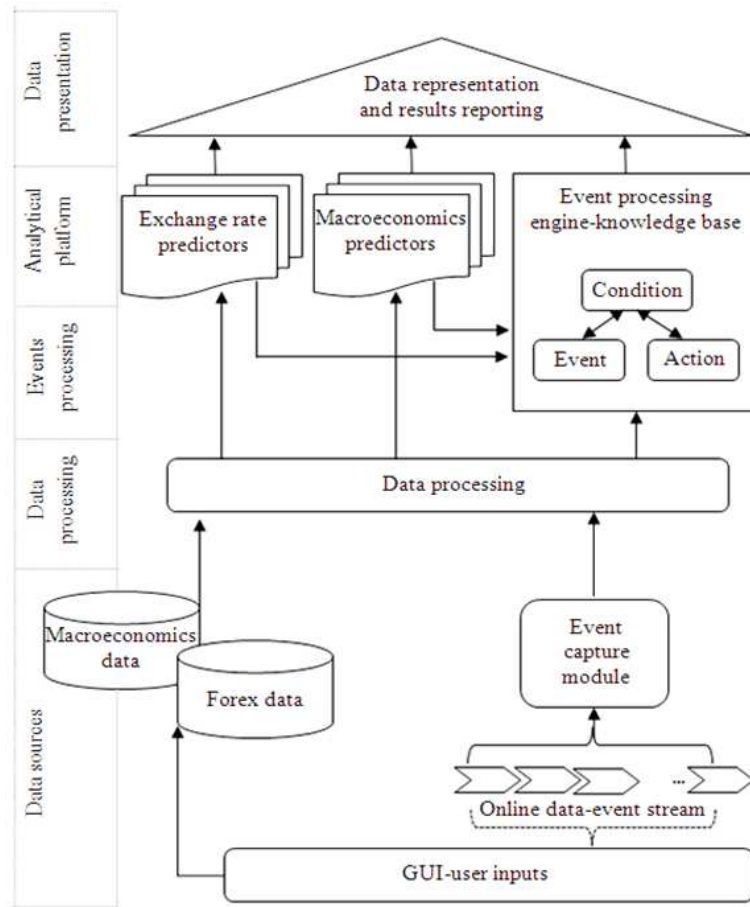 Data
presentation
Data representation
and results reporting
Analytical
platform
Exchange rate
predictors
Macroeconomics
predictors
Event processing
engine-knowledge base
Condition
Event
Action
Events
processing
Data
processing
Data processing
Data sources
Macroeconomics
data
Forex data
Event
capture
module
...
Online data-event stream
GUI-user inputs